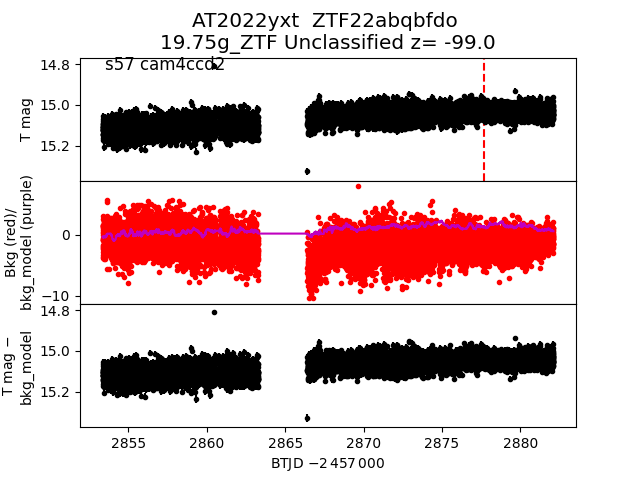 AT2022yxt  ZTF22abqbfdo
19.75g_ZTF Unclassified z= -99.0
s57 cam4ccd2
14.8
15.0
15.2
T mag
0
−10
Bkg (red)/
bkg_model (purple)
14.8
15.0
15.2
T mag −
bkg_model
2855
2860
2865
2870
2875
2880
BTJD −2 457 000